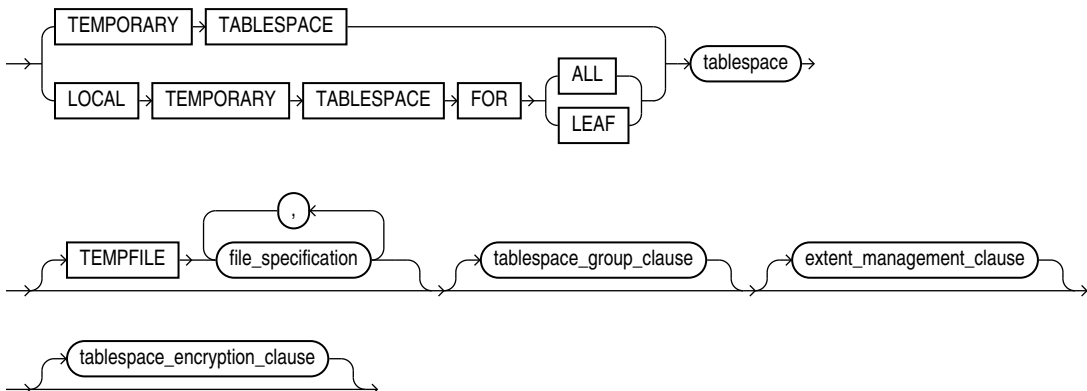 TEMPORARY TABLESPACE
ALL
tablespace
LOCAL TEMPORARY TABLESPACE FOR
LEAF
,
TEMPFILE file_specification tablespace_group_clause extent_management_clause
tablespace_encryption_clause